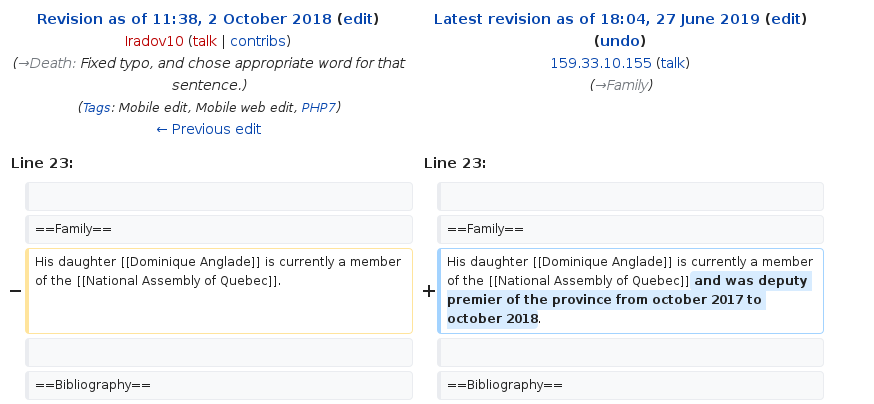 Revision as of 11:38, 2 October 2018 (edit)
Iradov10 (talk | contribs)
(→Death: Fixed typo, and chose appropriate word for that
sentence.)
(Tags: Mobile edit, Mobile web edit, PHP7)
← Previous edit
Latest revision as of 18:04, 27 June 2019 (edit)
(undo)
159.33.10.155 (talk)
(→Family)
Line 23:
Line 23:
==Family==
==Family==
− His daughter [[Dominique Anglade]] is currently a member
of the [[National Assembly of Quebec]].
+ His daughter [[Dominique Anglade]] is currently a member
of the [[National Assembly of Quebec]] and was deputy
premier of the province from october 2017 to
october 2018.
==Bibliography==
==Bibliography==